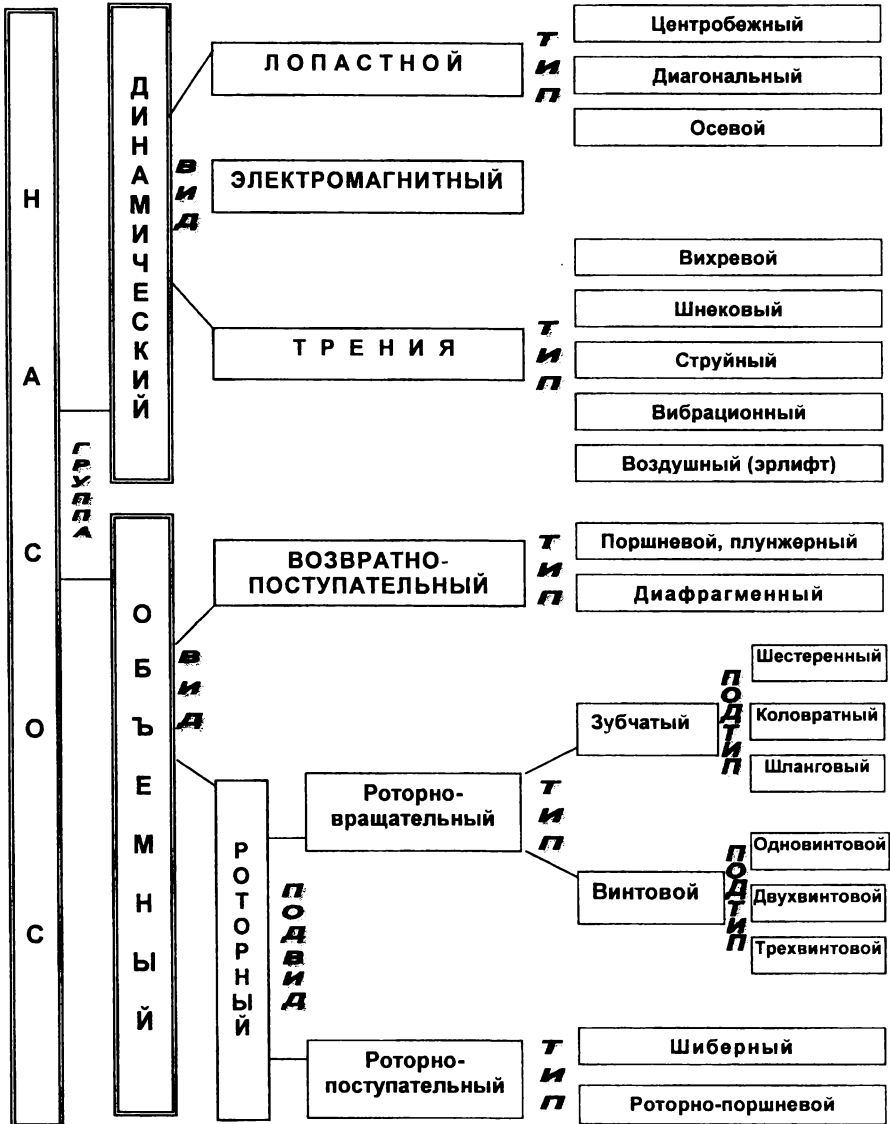 НАСОС
ГРУППА
ДИНАМИЧЕСКИЙ
ВИД
ЛОПАСТНОЙ
ТИП
Центробежный
Диагональный
Осевой
ЭЛЕКТРОМАГНИТНЫЙ
ТРЕНИЯ
ТИП
Вихревой
Шнековый
Струйный
Вибрационный
Воздушный (эрлифт)
ОБЪЕМНЫЙ
ВИД
ВОЗВРАТНО-
ПОСТУПАТЕЛЬНЫЙ
ТИП
Поршневой, плунжерный
Диафрагменный
РОТОРНЫЙ
ПОДВИД
Роторно-
вращательный
ТИП
Зубчатый
ПОДТИП
Шестеренный
Коловратный
Шланговый
Винтовой
ПОДТИП
Одновинтовой
Двухвинтовой
Трехвинтовой
Роторно-
поступательный
ТИП
Шиберный
Роторно-поршневой